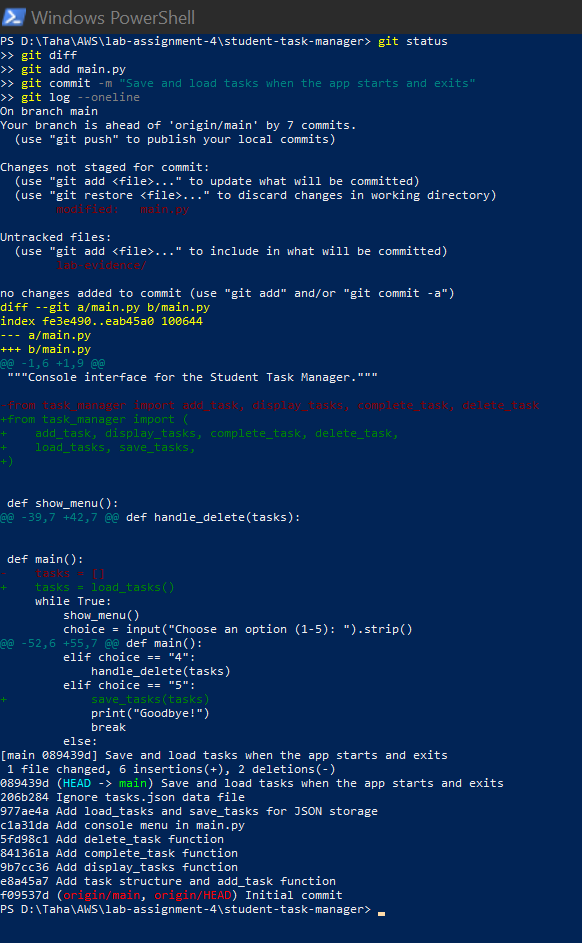 Windows PowerShell
PS D:\Taha\AWS\lab-assignment-4\student-task-manager> git status
>> git diff
>> git add main.py
>> git commit -m "Save and load tasks when the app starts and exits"
>> git log --oneline
On branch main
Your branch is ahead of 'origin/main' by 7 commits.
  (use "git push" to publish your local commits)

Changes not staged for commit:
  (use "git add <file>..." to update what will be committed)
  (use "git restore <file>..." to discard changes in working directory)
        modified:   main.py

Untracked files:
  (use "git add <file>..." to include in what will be committed)
        lab-evidence/

no changes added to commit (use "git add" and/or "git commit -a")
diff --git a/main.py b/main.py
index fe3e490..eab45a0 100644
--- a/main.py
+++ b/main.py
@@ -1,6 +1,9 @@
 """Console interface for the Student Task Manager."""

-from task_manager import add_task, display_tasks, complete_task, delete_task
+from task_manager import (
+    add_task, display_tasks, complete_task, delete_task,
+    load_tasks, save_tasks,
+)


 def show_menu():
@@ -39,7 +42,7 @@ def handle_delete(tasks):


 def main():
-    tasks = []
+    tasks = load_tasks()
     while True:
         show_menu()
         choice = input("Choose an option (1-5): ").strip()
@@ -52,6 +55,7 @@ def main():
         elif choice == "4":
             handle_delete(tasks)
         elif choice == "5":
+            save_tasks(tasks)
             print("Goodbye!")
             break
         else:
[main 089439d] Save and load tasks when the app starts and exits
 1 file changed, 6 insertions(+), 2 deletions(-)
089439d (HEAD -> main) Save and load tasks when the app starts and exits
206b284 Ignore tasks.json data file
977ae4a Add load_tasks and save_tasks for JSON storage
c1a31da Add console menu in main.py
5fd98c1 Add delete_task function
841361a Add complete_task function
9b7cc36 Add display_tasks function
e8a45a7 Add task structure and add_task function
f09537d (origin/main, origin/HEAD) Initial commit
PS D:\Taha\AWS\lab-assignment-4\student-task-manager>